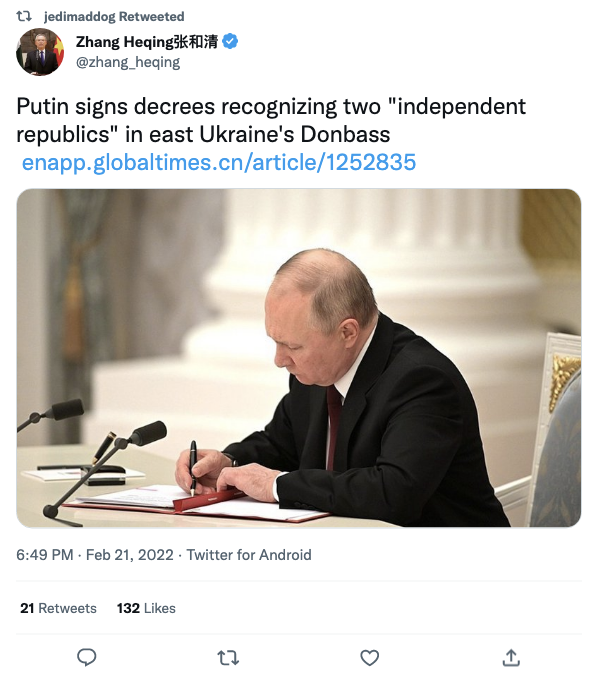 jedimaddog Retweeted
Zhang Heqing张和清
@zhang_heqing
Putin signs decrees recognizing two "independent
republics" in east Ukraine's Donbass
enapp.globaltimes.cn/article/1252835
6:49 PM · Feb 21, 2022 · Twitter for Android
21 Retweets 132 Likes